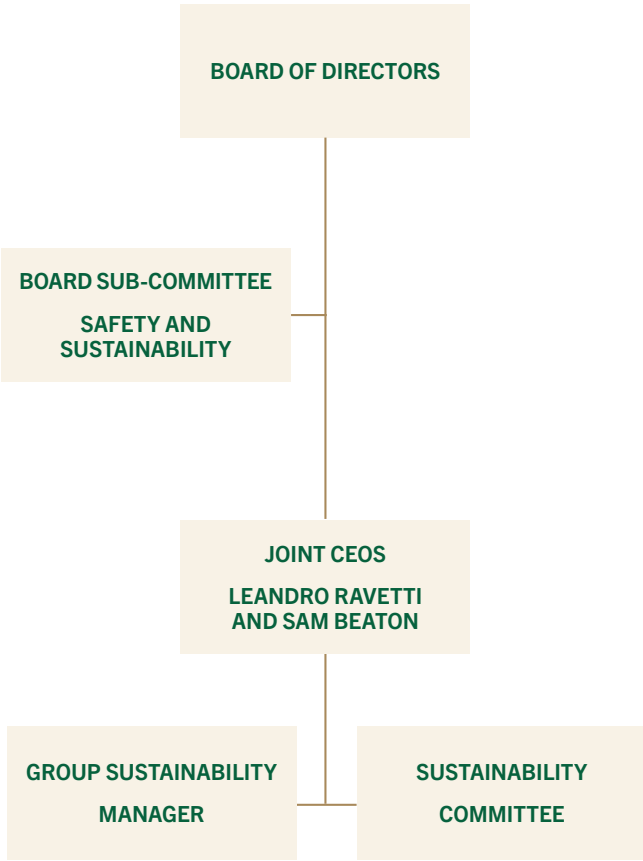 BOARD OF DIRECTORS
BOARD SUB-COMMITTEE
SAFETY AND
SUSTAINABILITY
JOINT CEOS
LEANDRO RAVETTI
AND SAM BEATON
GROUP SUSTAINABILITY
MANAGER
SUSTAINABILITY
COMMITTEE